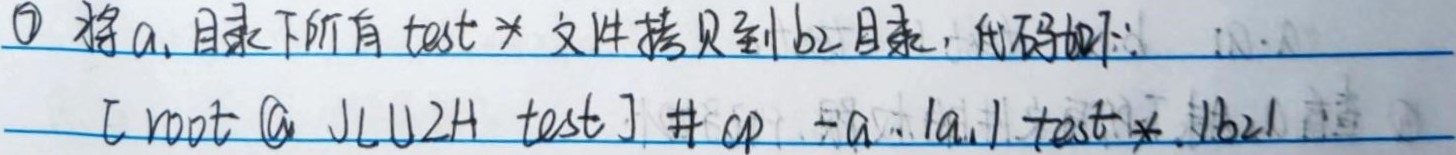 ① 将a1目录下所有test*文件拷贝到b2目录,代码如下:
[root@JLUZH test]# cp -a ./a1/test* ./b2/